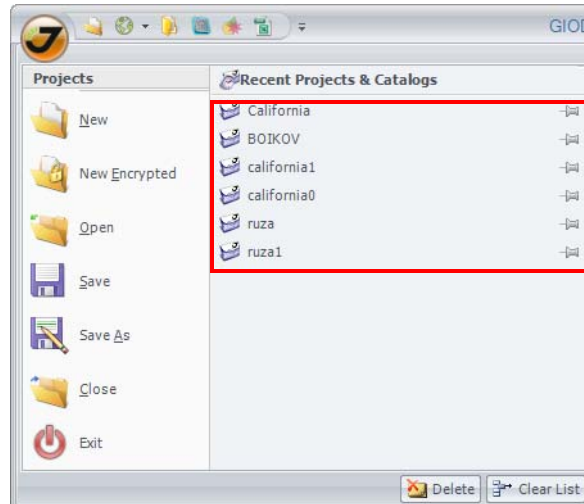 GIOD
Projects
Recent Projects & Catalogs
New
New Encrypted
Open
Save
Save As
Close
Exit
California
BOIKOV
california1
california0
ruza
ruza1
Delete
Clear List